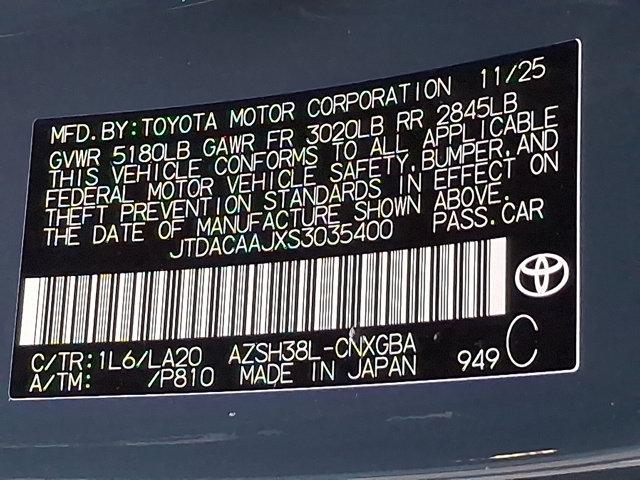 MFD. BY: TOYOTA MOTOR CORPORATION 11/25
GVWR 5180LB GAWR FR 3020LB RR 2845LB
THIS VEHICLE CONFORMS TO ALL APPLICABLE
FEDERAL MOTOR VEHICLE SAFETY, BUMPER, AND
THEFT PREVENTION STANDARDS IN EFFECT ON
THE DATE OF MANUFACTURE SHOWN ABOVE.
JTDACAAJXS3035400 PASS. CAR
C/TR: 1L6/LA20 AZSH38L-CNXGBA
A/TM: /P810 MADE IN JAPAN 949 C